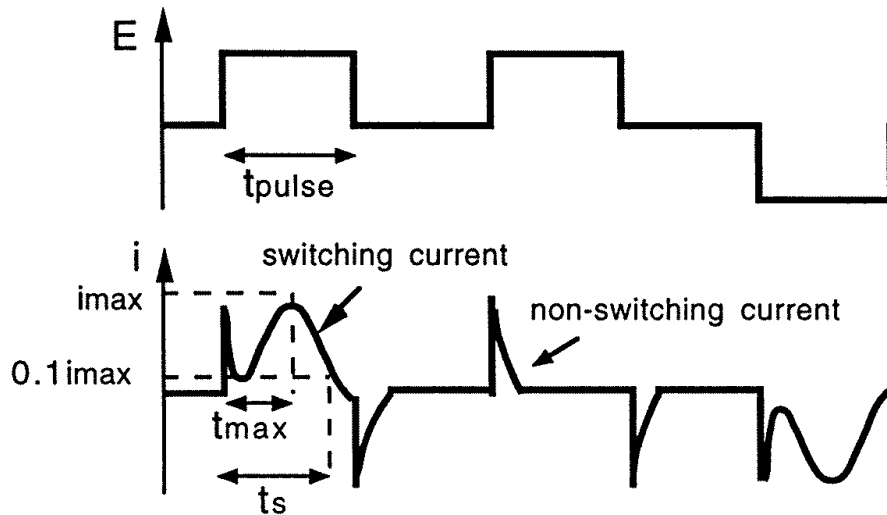 E
tpulse
i
switching current
imax
non-switching current
0.1imax
tmax
ts